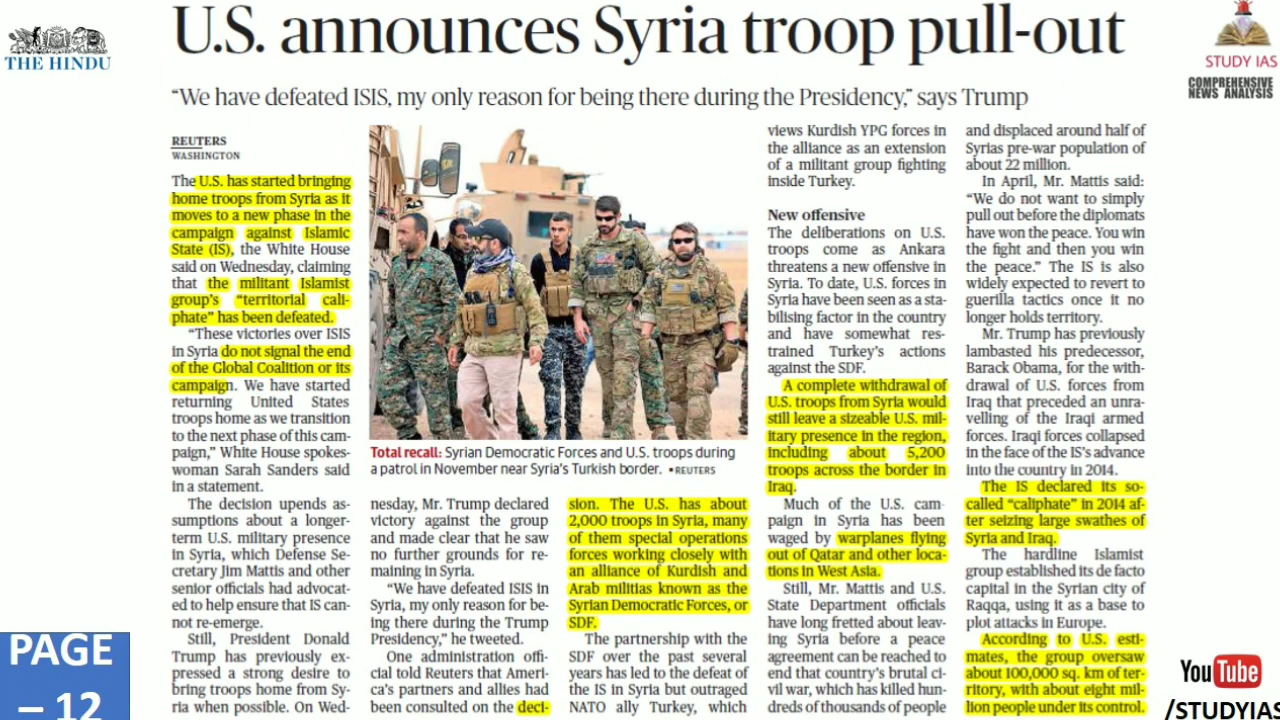 U.S. announces Syria troop pull-out
THE HINDU
STUDY IAS
COMPREHENSIVE
NEWS ANALYSIS
“We have defeated ISIS, my only reason for being there during the Presidency,” says Trump
REUTERS
WASHINGTON
The U.S. has started bringing
home troops from Syria as it
moves to a new phase in the
campaign against Islamic
State (IS), the White House
said on Wednesday, claiming
that the militant Islamist
group’s “territorial cali-
phate” has been defeated.
“These victories over ISIS
in Syria do not signal the end
of the Global Coalition or its
campaign. We have started
returning United States
troops home as we transition
to the next phase of this cam-
paign,” White House spokes-
woman Sarah Sanders said
in a statement.
The decision upends as-
sumptions about a longer-
term U.S. military presence
in Syria, which Defense Se-
cretary Jim Mattis and other
senior officials had advocat-
ed to help ensure that IS can-
not re-emerge.
Still, President Donald
Trump has previously ex-
pressed a strong desire to
bring troops home from Sy-
ria when possible. On Wed-
Total recall: Syrian Democratic Forces and U.S. troops during
a patrol in November near Syria’s Turkish border. •REUTERS
nesday, Mr. Trump declared
victory against the group
and made clear that he saw
no further grounds for re-
maining in Syria.
“We have defeated ISIS in
Syria, my only reason for be-
ing there during the Trump
Presidency,” he tweeted.
One administration offi-
cial told Reuters that Ameri-
ca’s partners and allies had
been consulted on the deci-
sion. The U.S. has about
2,000 troops in Syria, many
of them special operations
forces working closely with
an alliance of Kurdish and
Arab militias known as the
Syrian Democratic Forces, or
SDF.
The partnership with the
SDF over the past several
years has led to the defeat of
the IS in Syria but outraged
NATO ally Turkey, which
views Kurdish YPG forces in
the alliance as an extension
of a militant group fighting
inside Turkey.
New offensive
The deliberations on U.S.
troops come as Ankara
threatens a new offensive in
Syria. To date, U.S. forces in
Syria have been seen as a sta-
bilising factor in the country
and have somewhat res-
trained Turkey’s actions
against the SDF.
A complete withdrawal of
U.S. troops from Syria would
still leave a sizeable U.S. mil-
itary presence in the region,
including about 5,200
troops across the border in
Iraq.
Much of the U.S. cam-
paign in Syria has been
waged by warplanes flying
out of Qatar and other loca-
tions in West Asia.
Still, Mr. Mattis and U.S.
State Department officials
have long fretted about leav-
ing Syria before a peace
agreement can be reached to
end that country’s brutal ci-
vil war, which has killed hun-
dreds of thousands of people
and displaced around half of
Syrias pre-war population of
about 22 million.
In April, Mr. Mattis said:
“We do not want to simply
pull out before the diplomats
have won the peace. You win
the fight and then you win
the peace.” The IS is also
widely expected to revert to
guerilla tactics once it no
longer holds territory.
Mr. Trump has previously
lambasted his predecessor,
Barack Obama, for the with-
drawal of U.S. forces from
Iraq that preceded an unra-
velling of the Iraqi armed
forces. Iraqi forces collapsed
in the face of the IS’s advance
into the country in 2014.
The IS declared its so-
called “caliphate” in 2014 af-
ter seizing large swathes of
Syria and Iraq.
The hardline Islamist
group established its de facto
capital in the Syrian city of
Raqqa, using it as a base to
plot attacks in Europe.
According to U.S. esti-
mates, the group oversaw
about 100,000 sq. km of ter-
ritory, with about eight mil-
lion people under its control.
PAGE
– 12
YouTube
/STUDYIAS